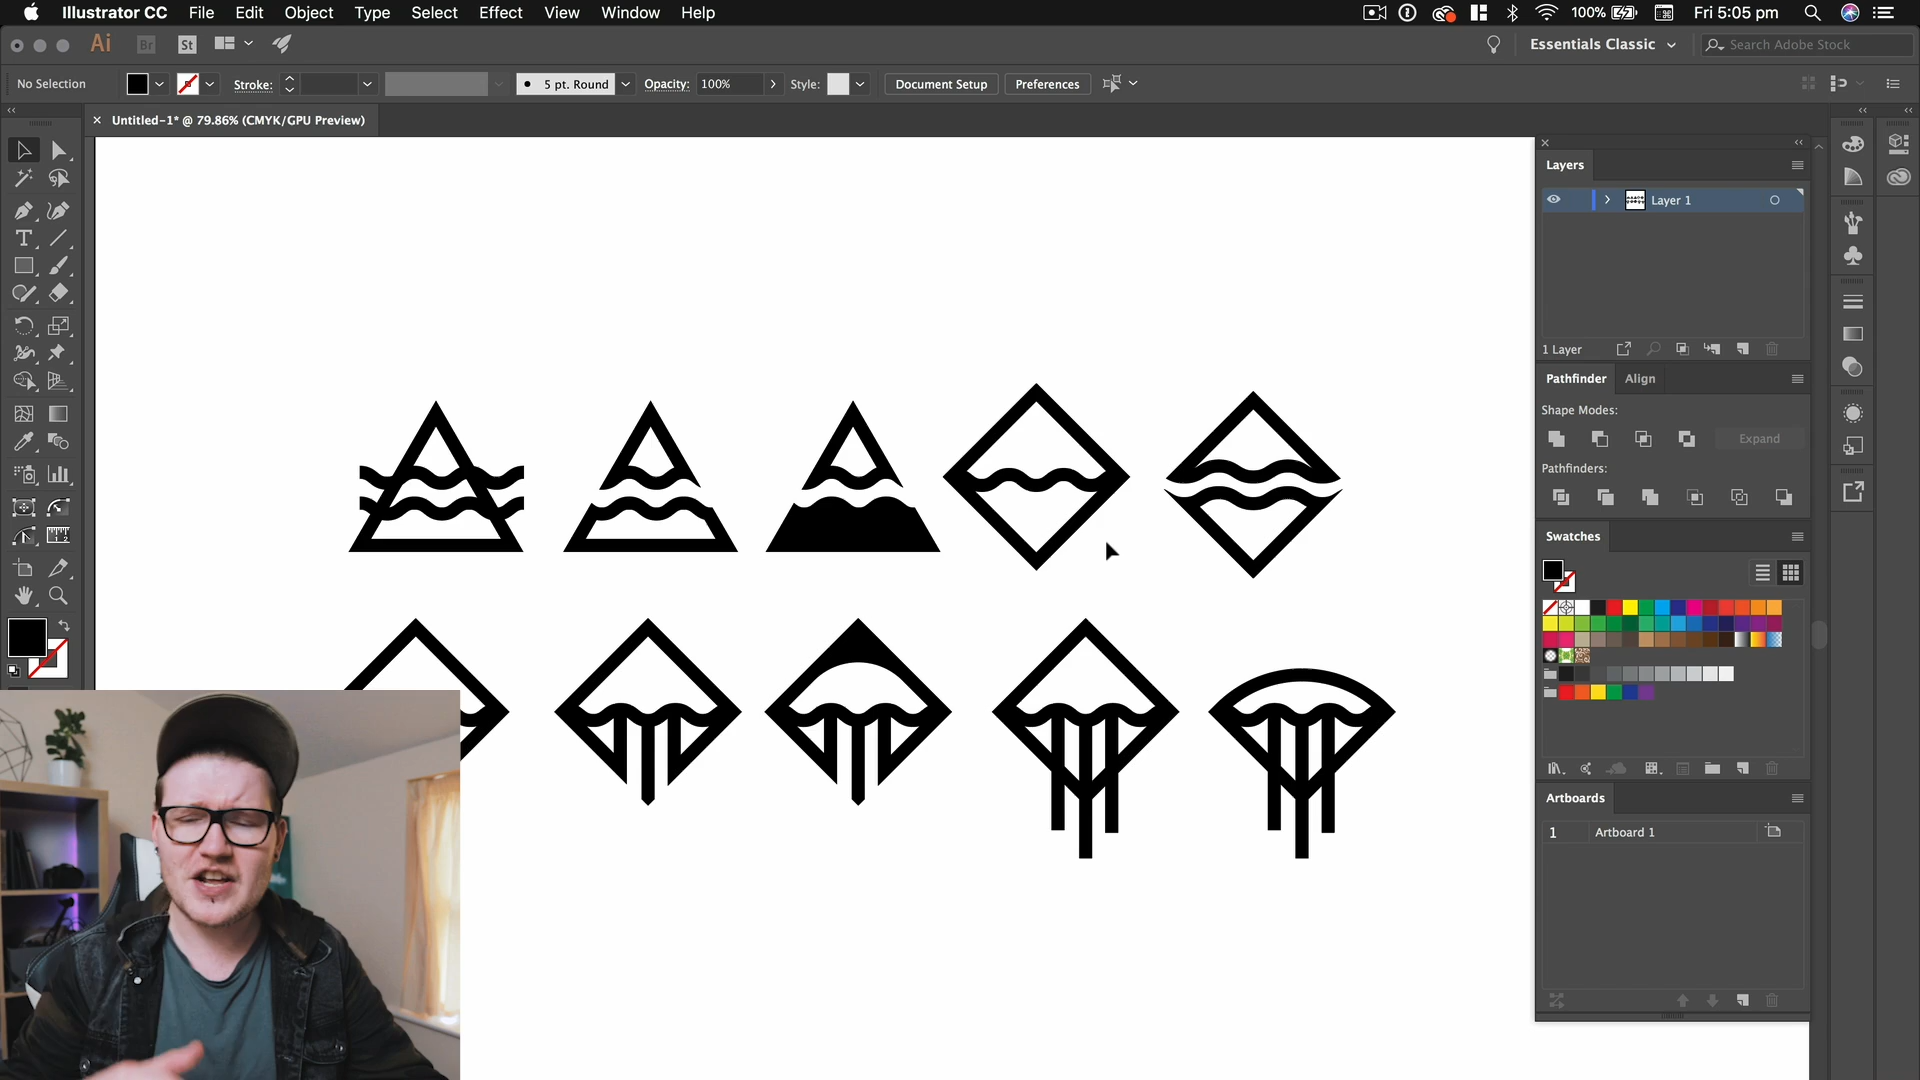 Illustrator CC File Edit Object Type Select Effect View Window Help 100% Fri 5:05 pm
Ai Br St Essentials Classic Search Adobe Stock
No Selection Stroke: 5 pt. Round Opacity: 100% Style: Document Setup Preferences
Untitled-1* @ 79.86% (CMYK/GPU Preview)
Layers
Layer 1
1 Layer
Pathfinder Align
Shape Modes:
Expand
Pathfinders:
Swatches
Artboards
1 Artboard 1